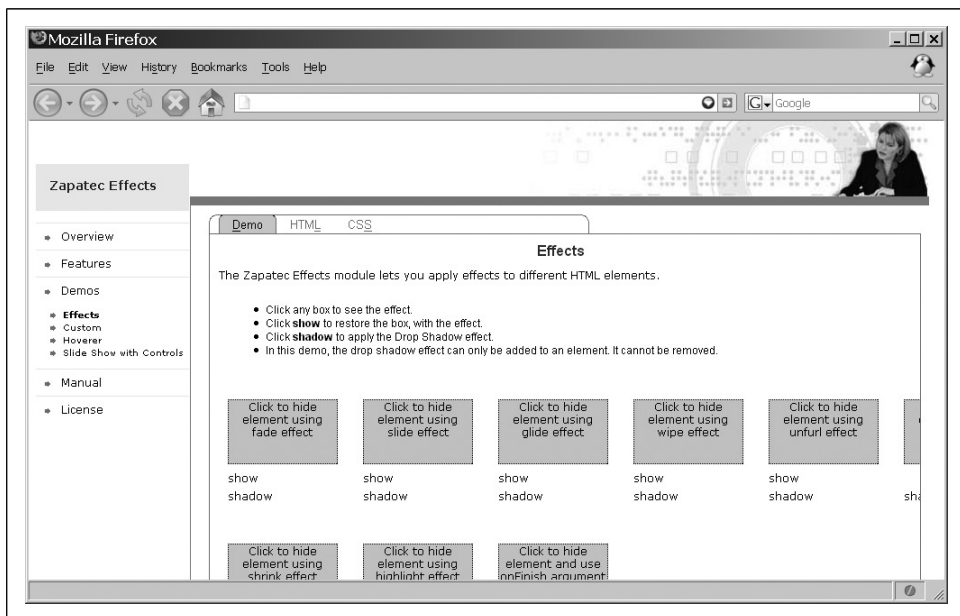 Mozilla Firefox
File Edit View History Bookmarks Tools Help
G Google
Zapatec Effects
Overview
Features
Demos
Effects
Custom
Hoverer
Slide Show with Controls
Manual
License
Demo HTML CSS
Effects
The Zapatec Effects module lets you apply effects to different HTML elements.
Click any box to see the effect.
Click show to restore the box, with the effect.
Click shadow to apply the Drop Shadow effect.
In this demo, the drop shadow effect can only be added to an element. It cannot be removed.
Click to hide element using fade effect
Click to hide element using slide effect
Click to hide element using glide effect
Click to hide element using wipe effect
Click to hide element using unfurl effect
show show show show show
shadow shadow shadow shadow shadow
Click to hide element using shrink effect
Click to hide element using highlight effect
Click to hide element and use onFinish argument